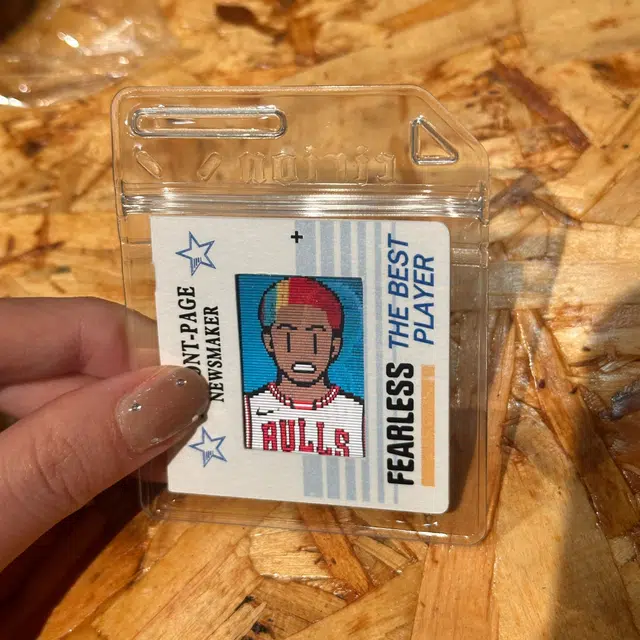 NEWSMAKER
BULLS
FEARLESS
THE BEST
PLAYER